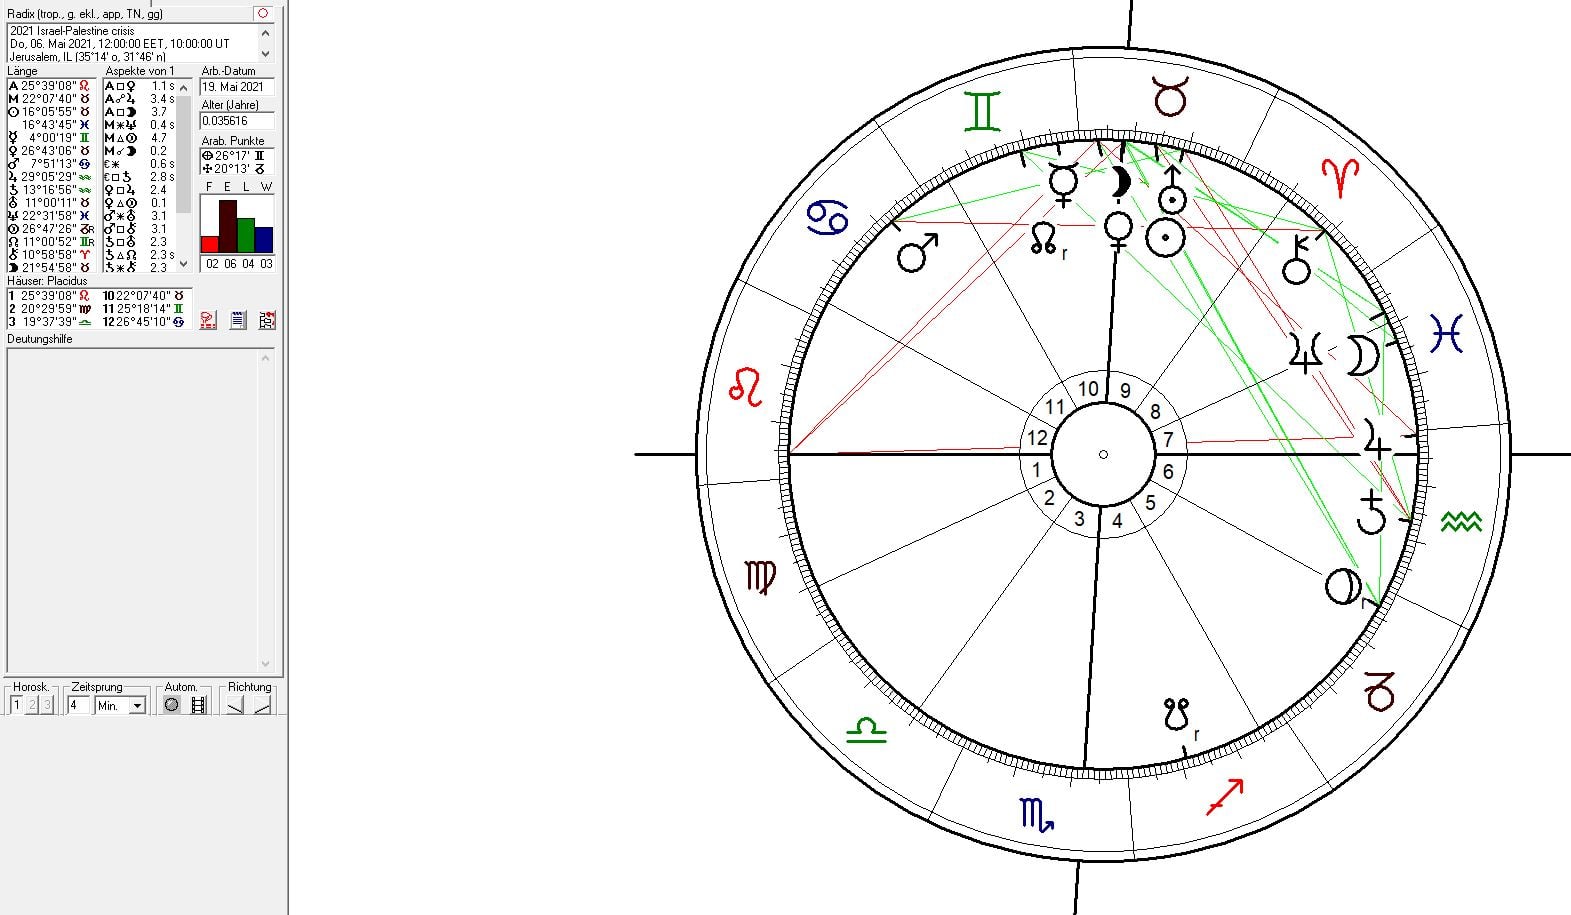 Radix (trop., g. ekl., app, TN, gg)
2021 Israel-Palestine crisis
Do, 06. Mai 2021, 12:00:00 EET, 10:00:00 UT
Jerusalem, IL (35°14' o, 31°46' n)
Länge
Aspekte von 1
Arb.-Datum
19. Mai 2021
Alter (Jahre)
0.035616
Arab. Punkte
⊕ 26°17' ♊
20°13' ♑
F E L W
02 06 04 03
A 25°39'08" ♌
M 22°07'40" ♉
☉ 16°05'55" ♉
16°43'45" ♓
☿ 4°00'19" ♊
♀ 26°43'06" ♉
♂ 7°51'13" ♋
♃ 29°05'29" ♒
♄ 13°16'56" ♒
⛢ 11°00'11" ♉
♆ 22°31'58" ♓
26°47'26" ♑R
☊ 11°00'52" ♊R
⚷ 10°58'58" ♈
⚸ 21°54'58" ♉
A □ ♀ 1.1 s
A ☍ ♃ 3.4 s
A □ ⚸ 3.7
M ⚹ ♆ 0.4 s
M △ 4.7
M ☌ ⚸ 0.2
€ ⚹ 0.6 s
€ □ ♄ 2.8 s
♀ □ ♃ 2.4
♀ △ 0.1
♂ ⚹ ⛢ 3.1
♂ □ ⚷ 3.1
♄ □ ⛢ 2.3
♄ △ ☊ 2.3 s
♄ ⚹ ⚷ 2.3
Häuser: Placidus
1 25°39'08" ♌ 10 22°07'40" ♉
2 20°29'59" ♍ 11 25°18'14" ♊
3 19°37'39" ♎ 12 26°45'10" ♋
Deutungshilfe
Horosk.
Zeitsprung
Autom.
Richtung
1 2 3
4
Min.
♊ ♉ ♈ ♓ ♒ ♑ ♐ ♏ ♎ ♍ ♌ ♋
r
r
r
10
9
11
8
12
7
1
6
2
5
3
4